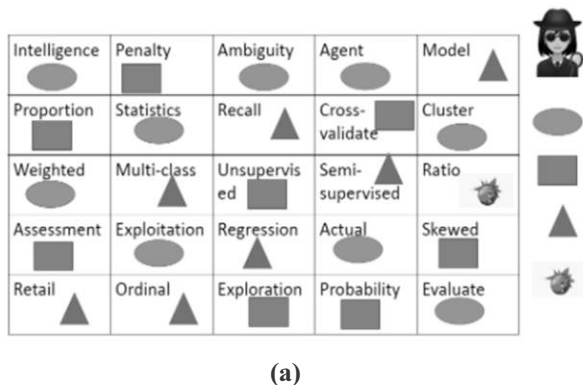 Intelligence Penalty Ambiguity Agent Model
Proportion Statistics Recall Cross-validate Cluster
Weighted Multi-class Unsupervis ed Semi-supervised Ratio
Assessment Exploitation Regression Actual Skewed
Retail Ordinal Exploration Probability Evaluate
(a)